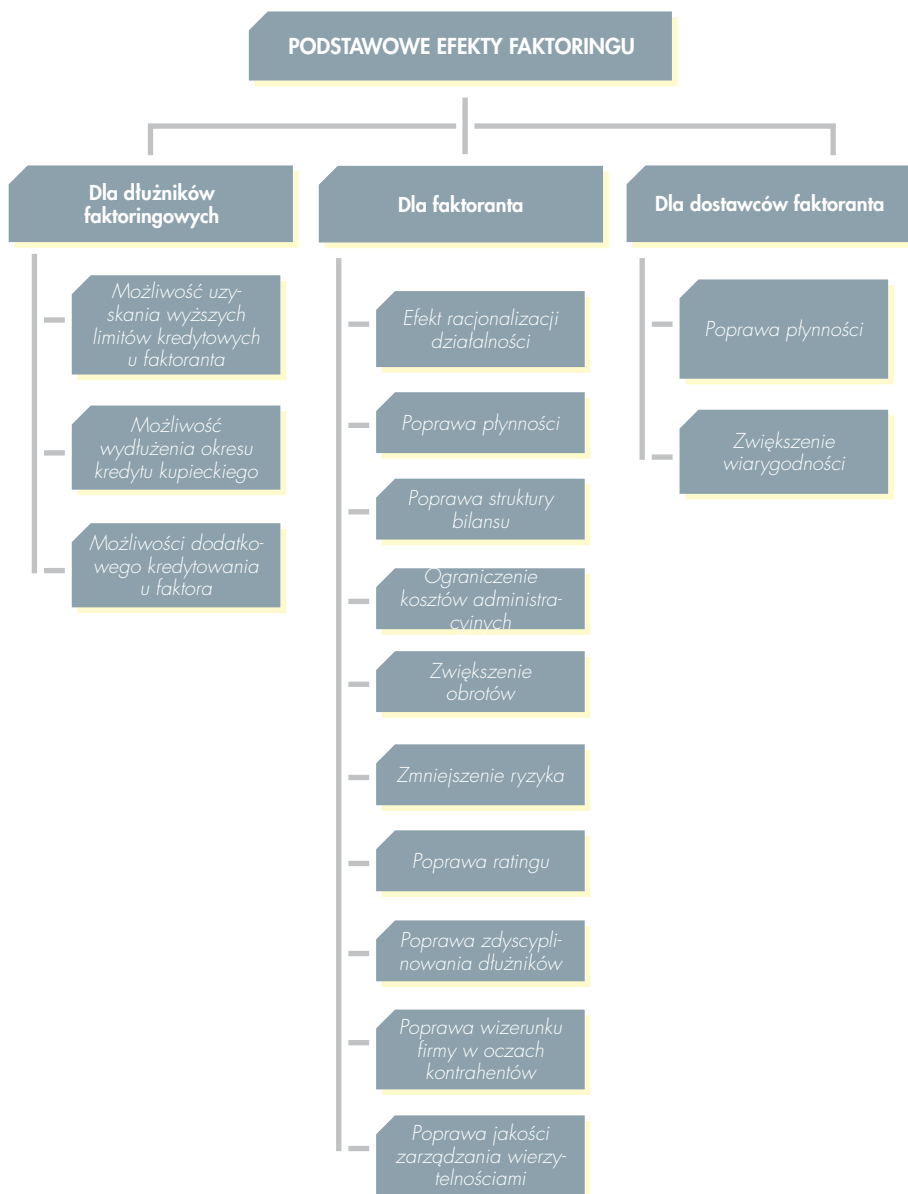 PODSTAWOWE EFEKTY FAKTORINGU
Dla dłużników
faktoringowych
Możliwość uzy-
skania wyższych
limitów kredytowych
u faktoranta
Możliwość
wydłużenia okresu
kredytu kupieckiego
Możliwości dodatko-
wego kredytowania
u faktora
Dla faktoranta
Efekt racjonalizacji
działalności
Poprawa płynności
Poprawa struktury
bilansu
Ograniczenie
kosztów administra-
cyjnych
Zwiększenie
obrotów
Zmniejszenie ryzyka
Poprawa ratingu
Poprawa zdyscypli-
nowania dłużników
Poprawa wizerunku
firmy w oczach
kontrahentów
Poprawa jakości
zarządzania wierzy-
telnościami
Dla dostawców faktoranta
Poprawa płynności
Zwiększenie
wiarygodności